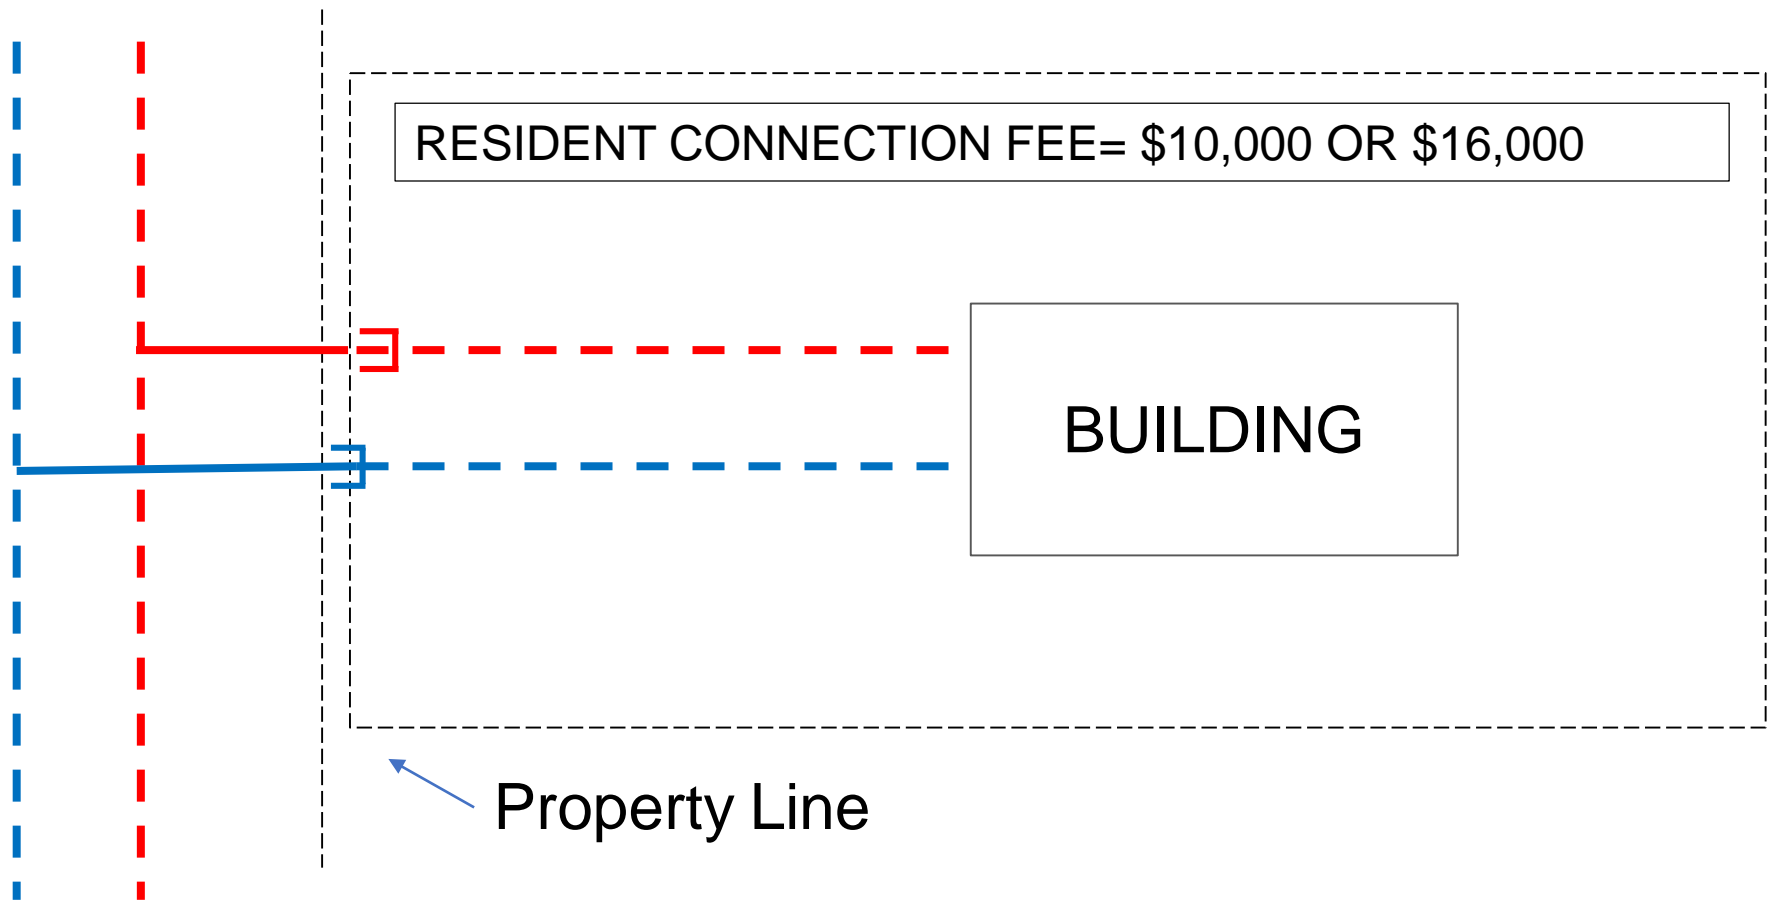 RESIDENT CONNECTION FEE= $10,000 OR $16,000
BUILDING
Property Line